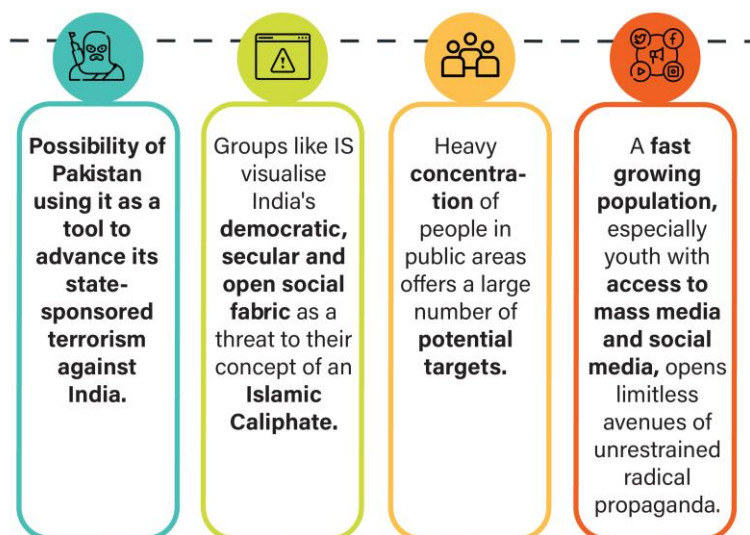 Possibility of
Pakistan
using it as a
tool to
advance its
state-
sponsored
terrorism
against
India.
Groups like IS
visualise
India's
democratic,
secular and
open social
fabric as a
threat to their
concept of an
Islamic
Caliphate.
Heavy
concentra-
tion of
people in
public areas
offers a large
number of
potential
targets.
A fast
growing
population,
especially
youth with
access to
mass media
and social
media, opens
limitless
avenues of
unrestrained
radical
propaganda.